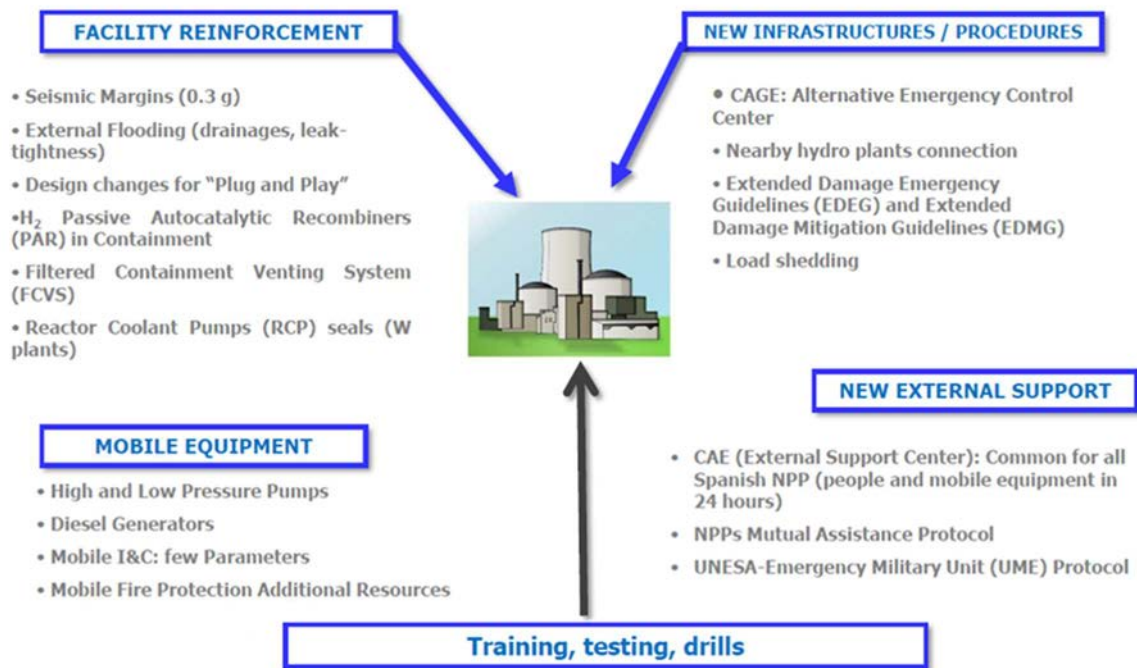 FACILITY REINFORCEMENT
• Seismic Margins (0.3 g)
• External Flooding (drainages, leak-
tightness)
• Design changes for “Plug and Play”
•H₂ Passive Autocatalytic Recombiners
(PAR) in Containment
• Filtered Containment Venting System
(FCVS)
• Reactor Coolant Pumps (RCP) seals (W
plants)
NEW INFRASTRUCTURES / PROCEDURES
• CAGE: Alternative Emergency Control
Center
• Nearby hydro plants connection
• Extended Damage Emergency
Guidelines (EDEG) and Extended
Damage Mitigation Guidelines (EDMG)
• Load shedding
MOBILE EQUIPMENT
• High and Low Pressure Pumps
• Diesel Generators
• Mobile I&C: few Parameters
• Mobile Fire Protection Additional Resources
NEW EXTERNAL SUPPORT
• CAE (External Support Center): Common for all
Spanish NPP (people and mobile equipment in
24 hours)
• NPPs Mutual Assistance Protocol
• UNESA-Emergency Military Unit (UME) Protocol
Training, testing, drills